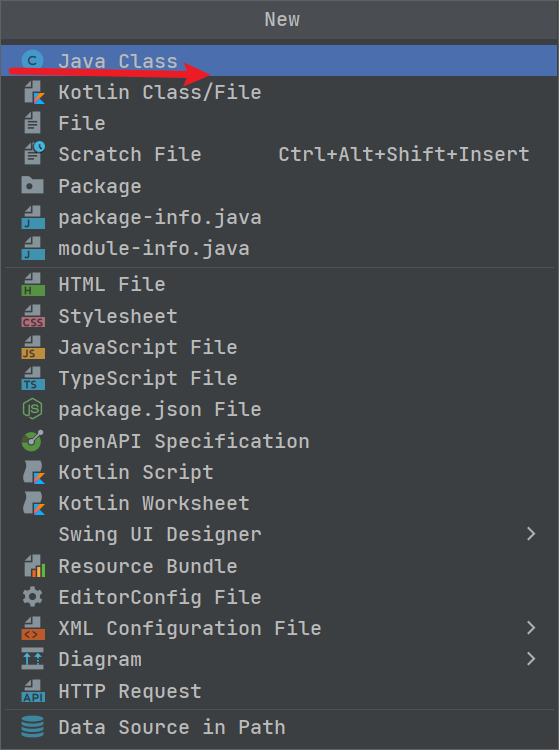 New
C Java Class
Kotlin Class/File
File
Scratch File Ctrl+Alt+Shift+Insert
Package
J package-info.java
J module-info.java
H HTML File
CSS Stylesheet
JS JavaScript File
TS TypeScript File
JS package.json File
OpenAPI Specification
Kotlin Script
Kotlin Worksheet
Swing UI Designer
Resource Bundle
EditorConfig File
<> XML Configuration File
Diagram
API HTTP Request
Data Source in Path